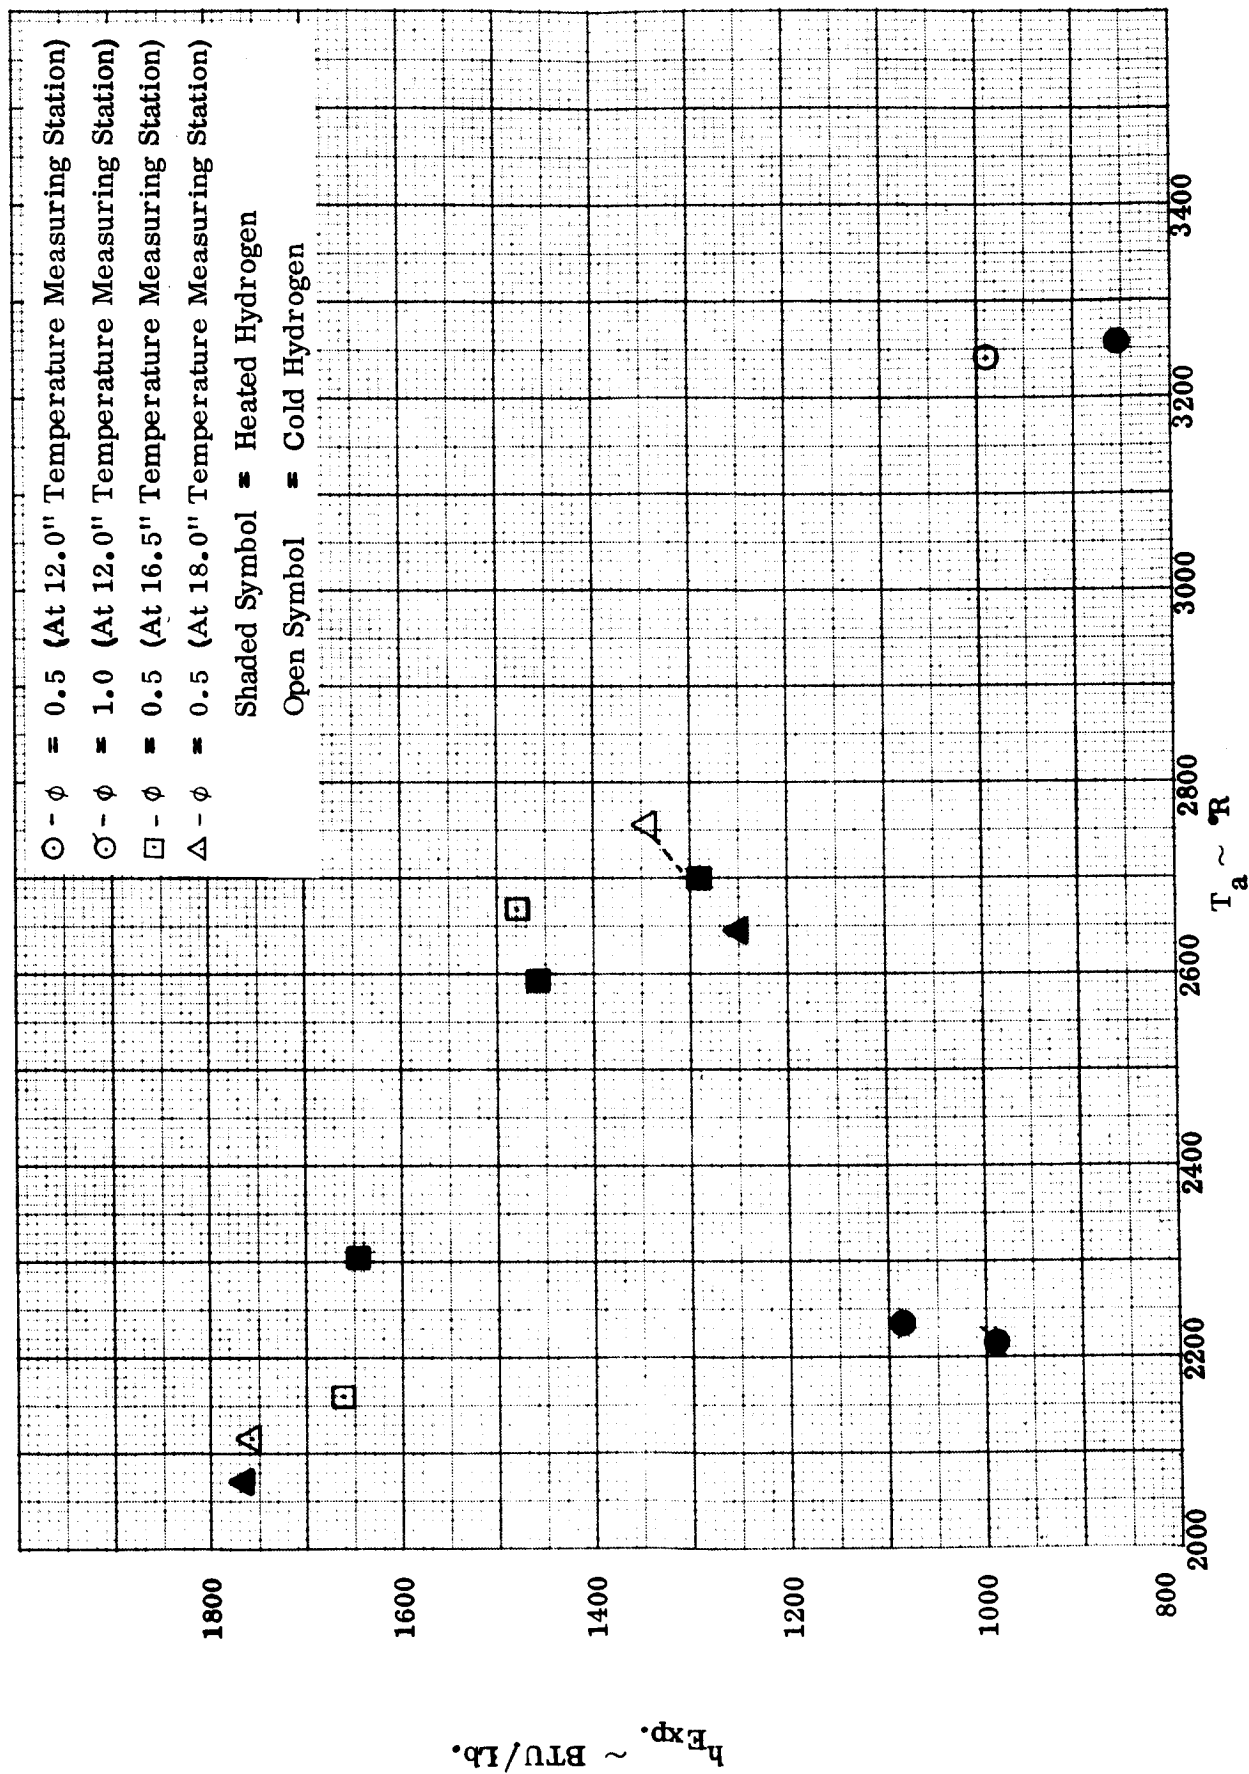 ⊙ - φ = 0.5 (At 12.0" Temperature Measuring Station)
- φ = 1.0 (At 12.0" Temperature Measuring Station)
⊡ - φ = 0.5 (At 16.5" Temperature Measuring Station)
△ - φ = 0.5 (At 18.0" Temperature Measuring Station)
Shaded Symbol = Heated Hydrogen
Open Symbol = Cold Hydrogen
1800
1600
1400
1200
1000
800
hExp. ~ BTU/Lb.
2000
2200
2400
2600
2800
3000
3200
3400
Ta ~ °R